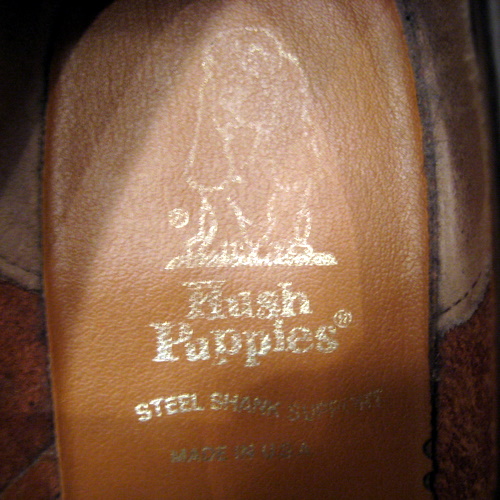 Hush
Puppies®
STEEL SHANK SUPPORT
MADE IN U.S.A.